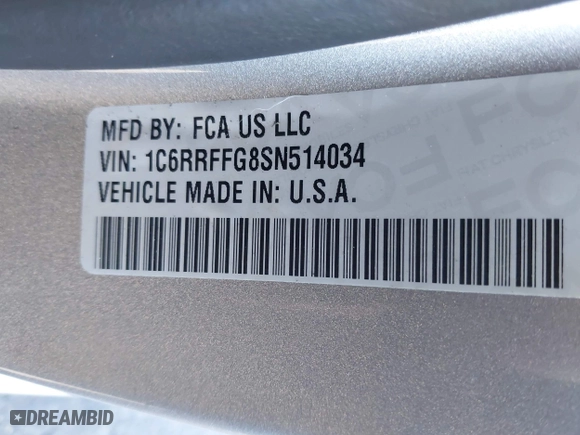 MFD BY: FCA US LLC
VIN: 1C6RRFFG8SN514034
VEHICLE MADE IN: U.S.A.
DREAMBID